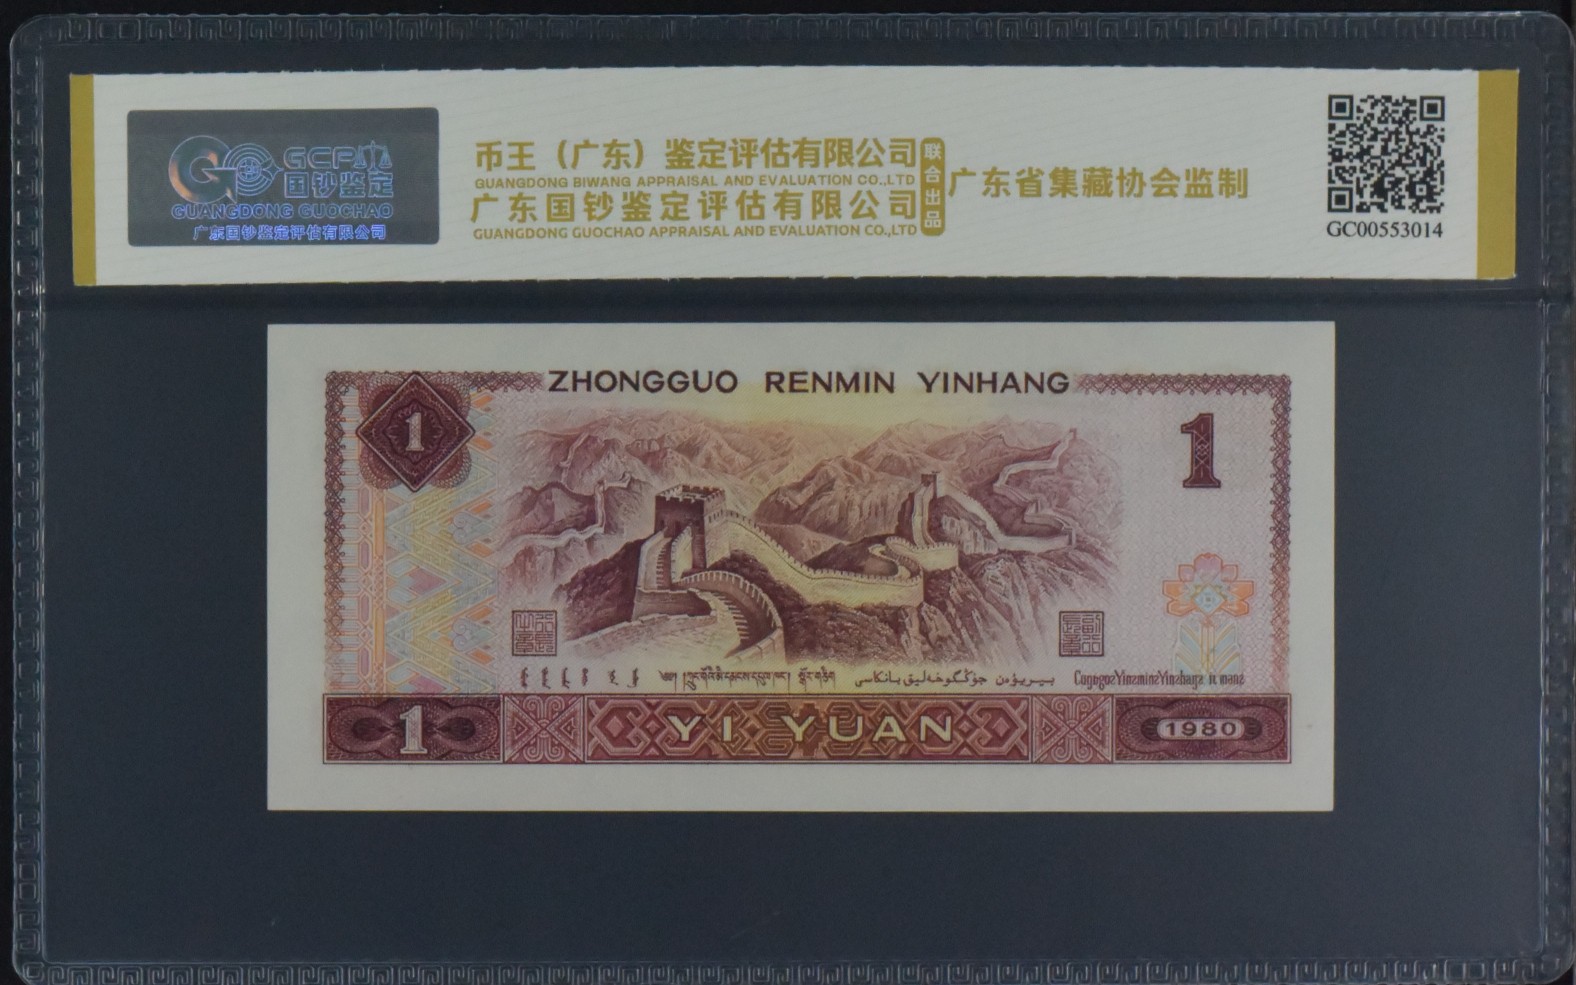 GCP
国钞鉴定
GUANGDONG GUOCHAO
广东国钞鉴定评估有限公司
币王（广东）鉴定评估有限公司
GUANGDONG BIWANG APPRAISAL AND EVALUATION CO.,LTD
广东国钞鉴定评估有限公司
GUANGDONG GUOCHAO APPRAISAL AND EVALUATION CO.,LTD
联合出品
广东省集藏协会监制
GC00553014
ZHONGGUO RENMIN YINHANG
1
1
1
YI YUAN
1980